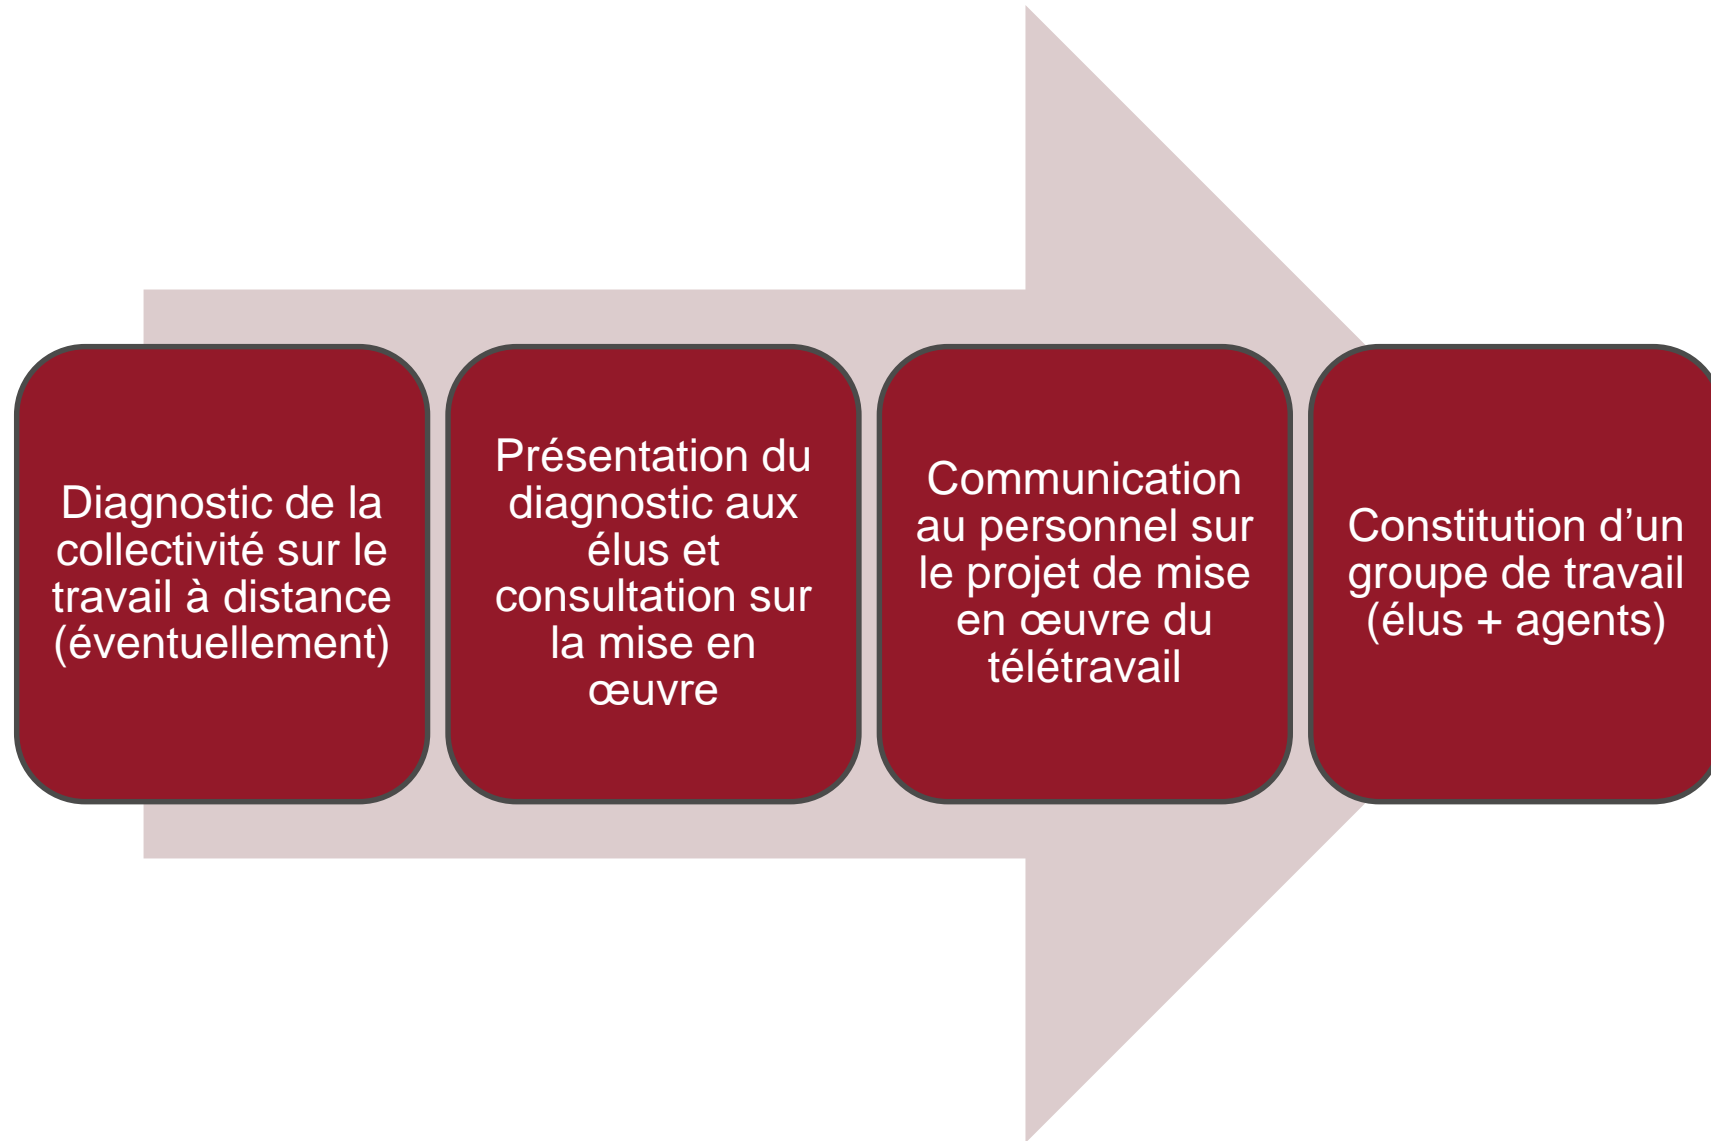 Diagnostic de la
collectivité sur le
travail à distance
(éventuellement)
Présentation du
diagnostic aux
élus et
consultation sur
la mise en
œuvre
Communication
au personnel sur
le projet de mise
en œuvre du
télétravail
Constitution d’un
groupe de travail
(élus + agents)